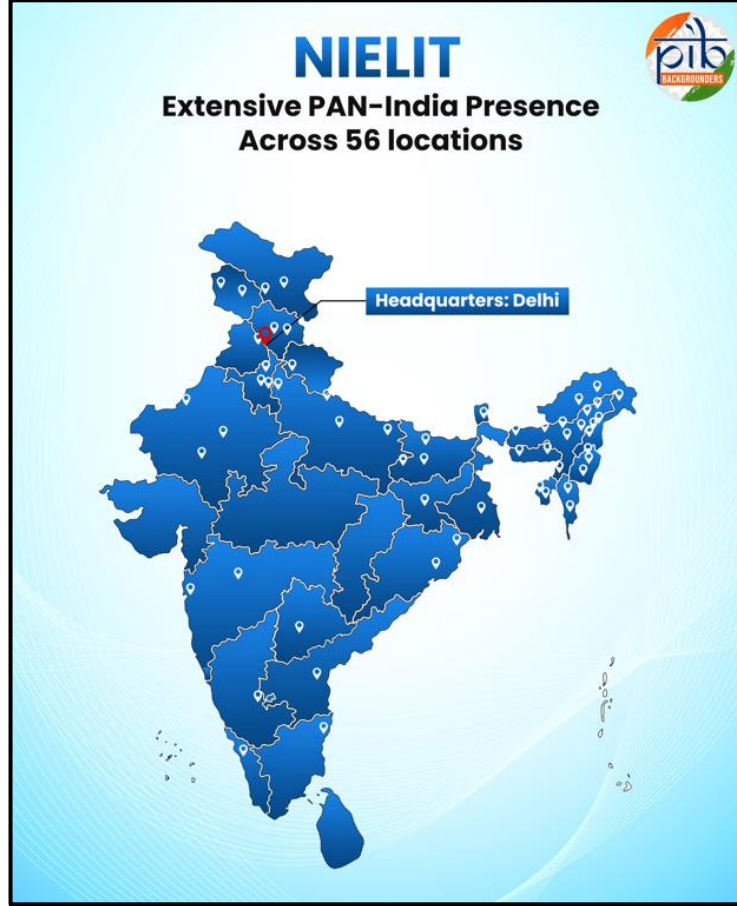 NIELIT
Extensive PAN-India Presence
Across 56 locations
pib
BACKGROUNDERS
Headquarters: Delhi